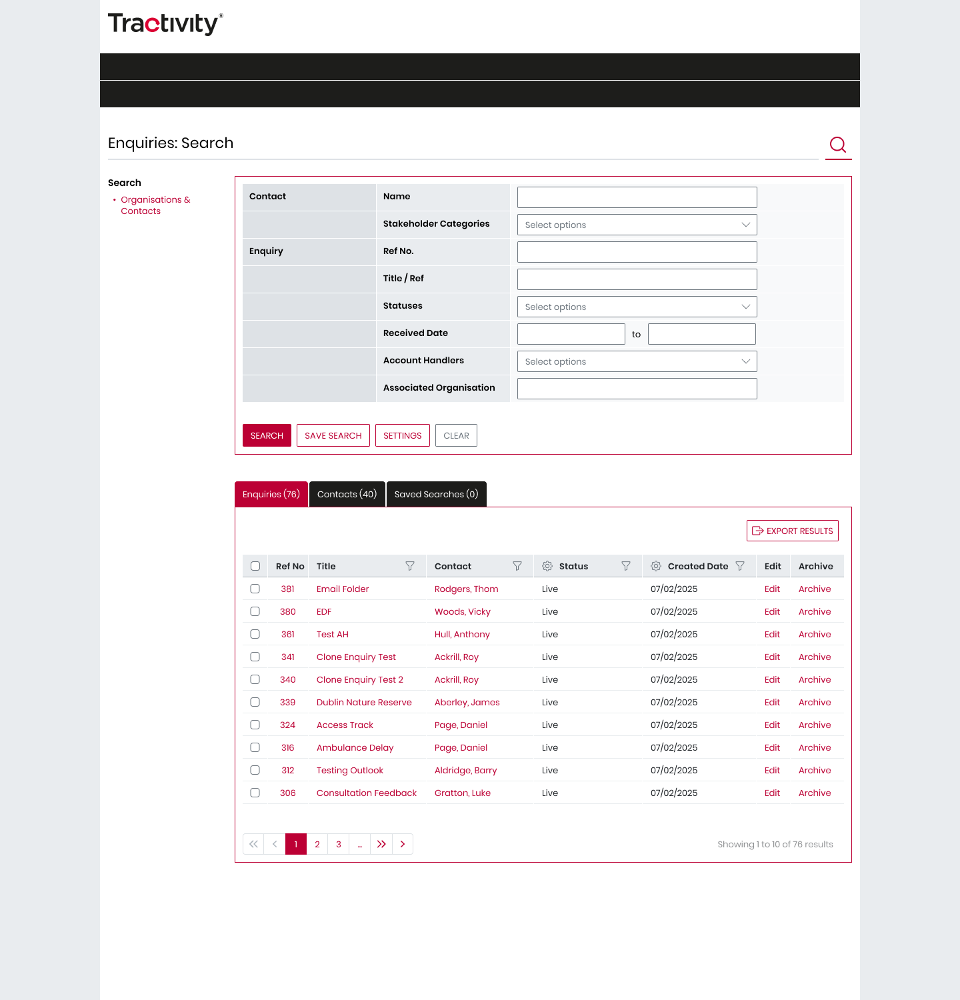 Tractivity®
Enquiries: Search
Search
• Organisations &
Contacts
Contact Name
Stakeholder Categories Select options
Enquiry Ref No.
Title / Ref
Statuses Select options
Received Date to
Account Handlers Select options
Associated Organisation
SEARCH SAVE SEARCH SETTINGS CLEAR
Enquiries (76) Contacts (40) Saved Searches (0)
EXPORT RESULTS
Ref No Title Contact Status Created Date Edit Archive
381 Email Folder Rodgers, Thom Live 07/02/2025 Edit Archive
380 EDF Woods, Vicky Live 07/02/2025 Edit Archive
361 Test AH Hull, Anthony Live 07/02/2025 Edit Archive
341 Clone Enquiry Test Ackrill, Roy Live 07/02/2025 Edit Archive
340 Clone Enquiry Test 2 Ackrill, Roy Live 07/02/2025 Edit Archive
339 Dublin Nature Reserve Aberley, James Live 07/02/2025 Edit Archive
324 Access Track Page, Daniel Live 07/02/2025 Edit Archive
316 Ambulance Delay Page, Daniel Live 07/02/2025 Edit Archive
312 Testing Outlook Aldridge, Barry Live 07/02/2025 Edit Archive
306 Consultation Feedback Gratton, Luke Live 07/02/2025 Edit Archive
1 2 3 ... Showing 1 to 10 of 76 results